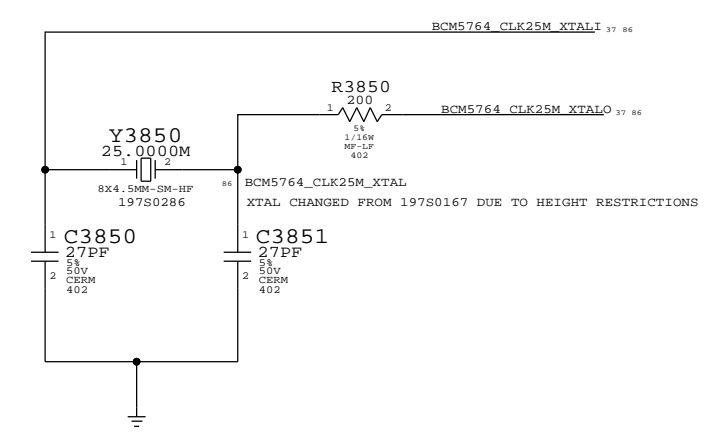 BCM5764_CLK25M_XTALI 37 86
R3850
200
1 2
BCM5764_CLK25M_XTALO 37 86
5%
1/16W
MF-LF
402
Y3850
25.0000M
1 2
8X4.5MM-SM-HF
197S0286
86 BCM5764_CLK25M_XTAL
XTAL CHANGED FROM 197S0167 DUE TO HEIGHT RESTRICTIONS
1 C3850
27PF
5%
50V
2 CERM
402
1 C3851
27PF
5%
50V
2 CERM
402